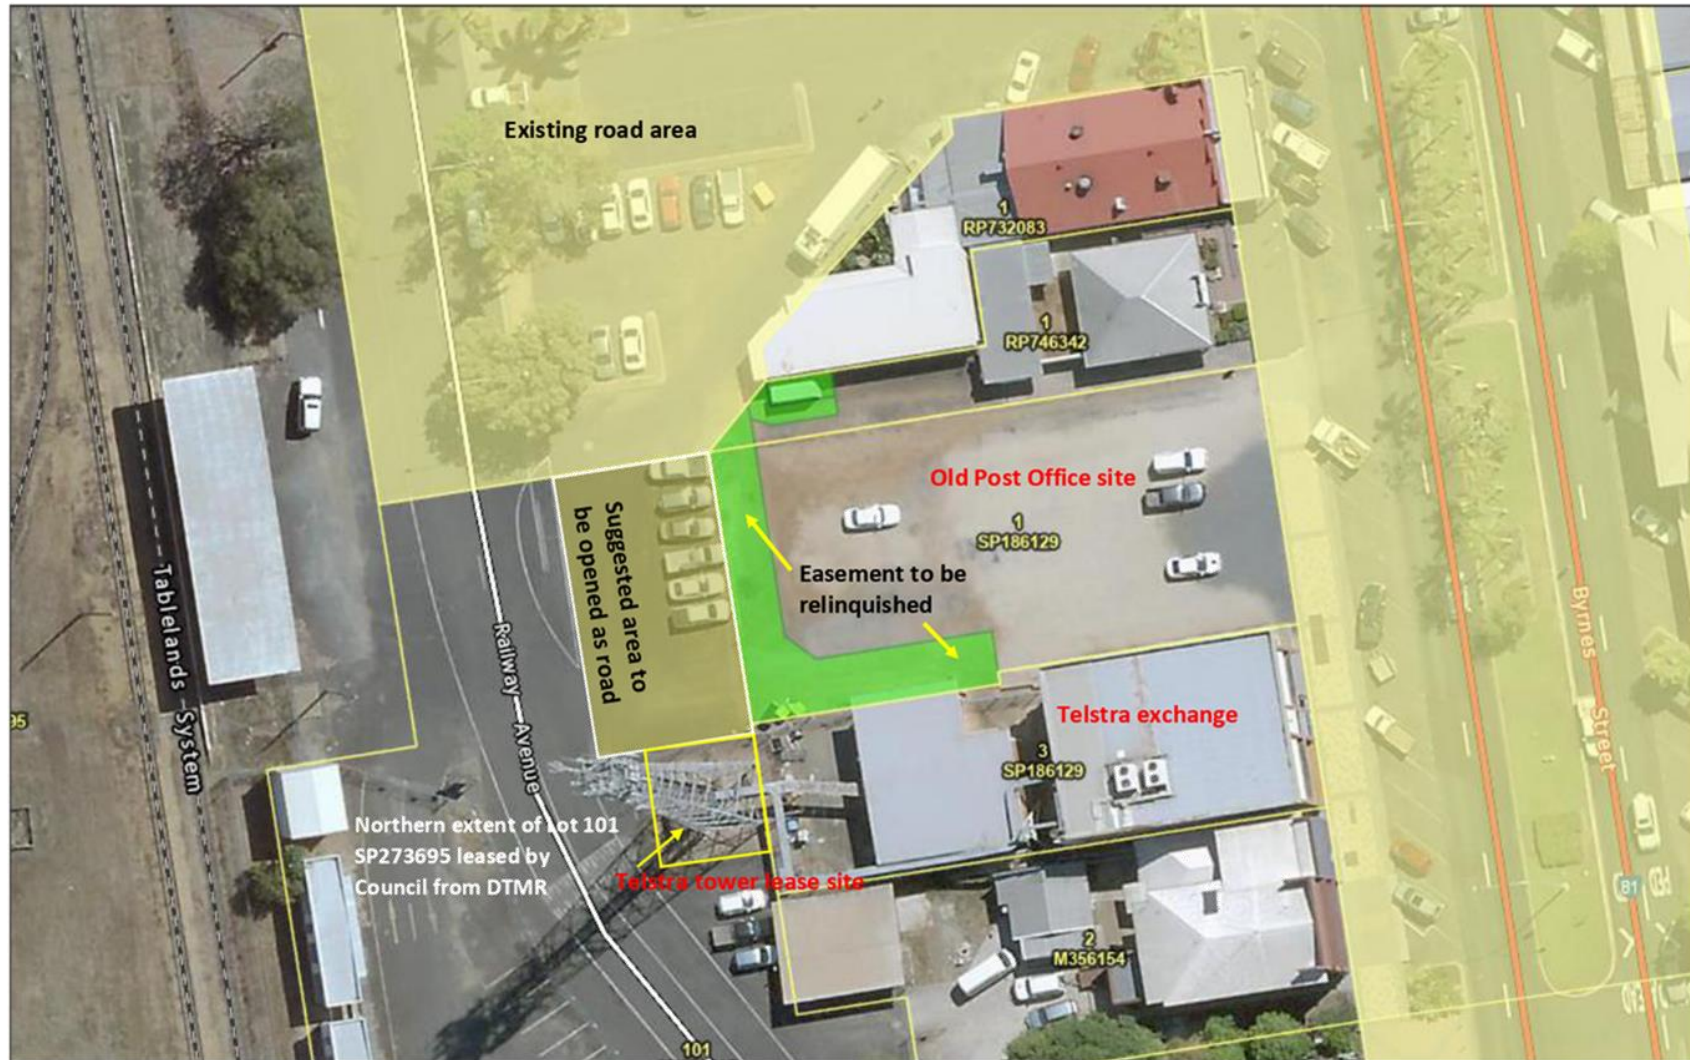 Existing road area
1
RP732083
1
RP746342
Old Post Office site
1
SP186129
Suggested area to
be opened as road
Easement to be
relinquished
Tablelands System
Railway Avenue
Byrnes Street
95
Telstra exchange
3
SP186129
Northern extent of Lot 101
SP273695 leased by
Council from DTMR
Telstra tower lease site
81
2
M356154
101